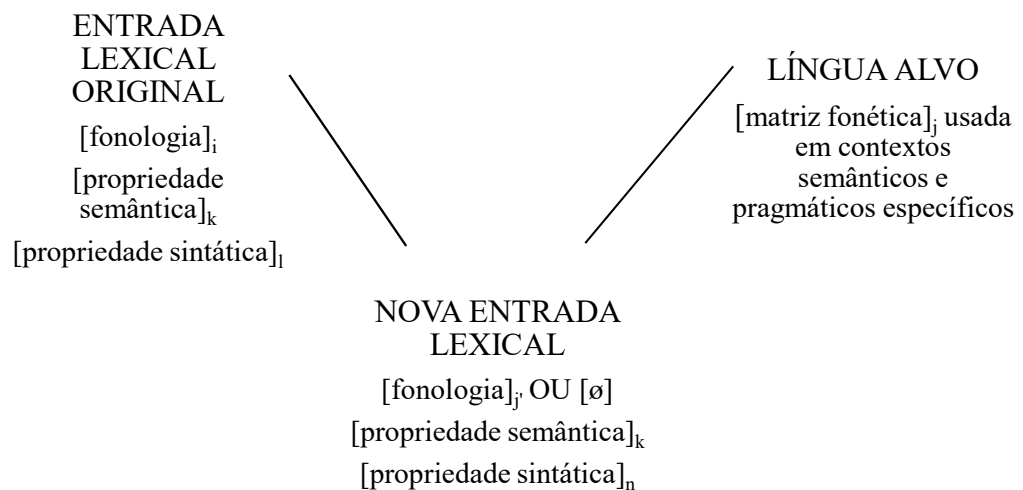 ENTRADA
LEXICAL
ORIGINAL
[fonologia]i
[propriedade
semântica]k
[propriedade sintática]l
LÍNGUA ALVO
[matriz fonética]j usada
em contextos
semânticos e
pragmáticos específicos
NOVA ENTRADA
LEXICAL
[fonologia]j' OU [ø]
[propriedade semântica]k
[propriedade sintática]n